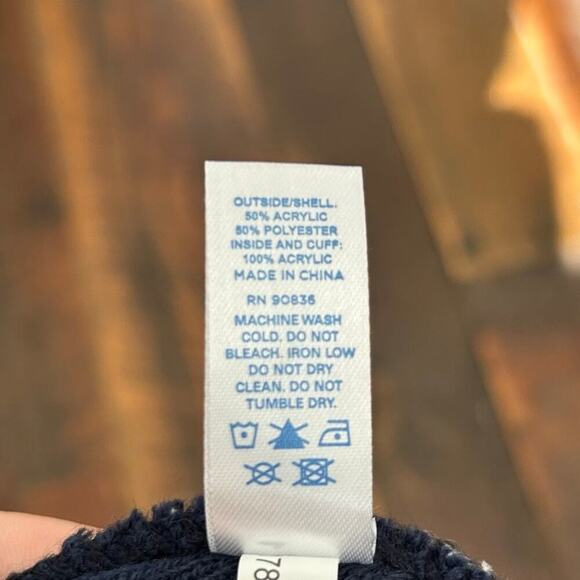 OUTSIDE/SHELL.
50% ACRYLIC
50% POLYESTER
INSIDE AND CUFF:
100% ACRYLIC
MADE IN CHINA
RN 90836
MACHINE WASH
COLD. DO NOT
BLEACH. IRON LOW
DO NOT DRY
CLEAN. DO NOT
TUMBLE DRY.
78